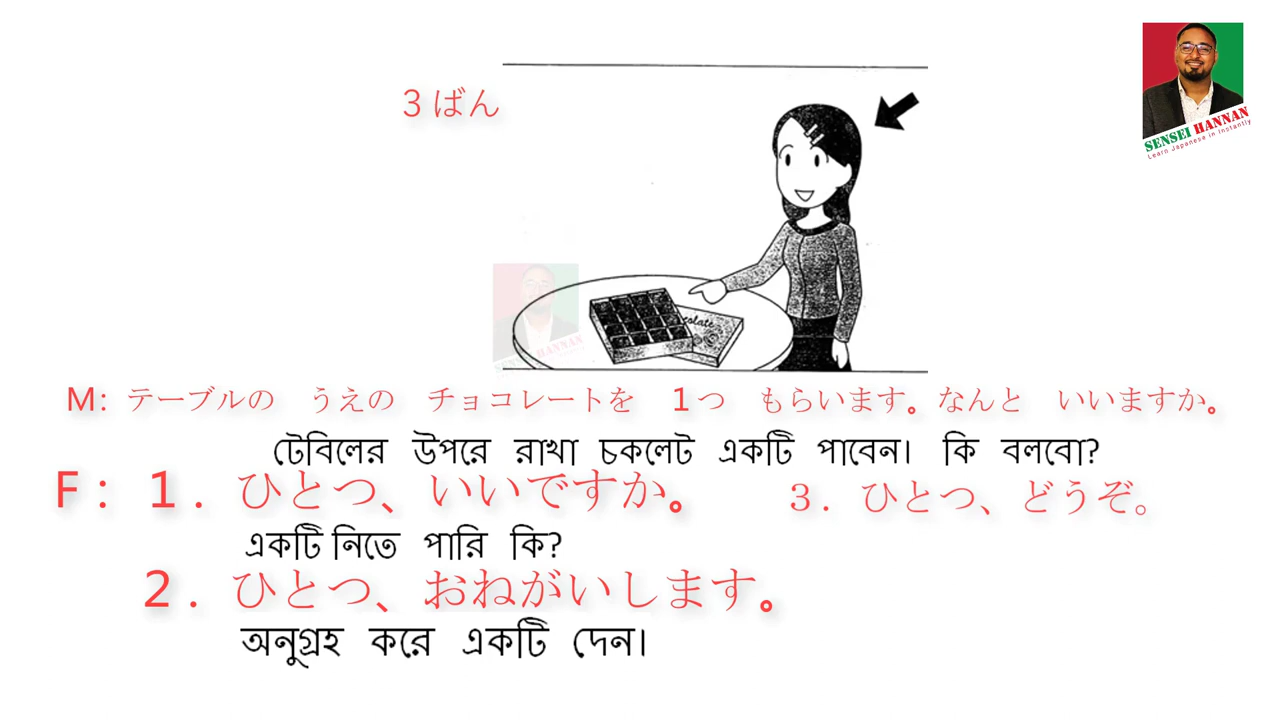 3ばん
SENSEI HANNAN
Learn Japanese in Instantly
colate
M: テーブルの うえの チョコレートを 1つ もらいます。なんと いいますか。
টেবিলের উপরে রাখা চকলেট একটি পাবেন। কি বলবো?
F: 1. ひとつ、いいですか。 3. ひとつ、どうぞ。
একটি নিতে পারি কি?
2. ひとつ、おねがいします。
অনুগ্রহ করে একটি দেন।